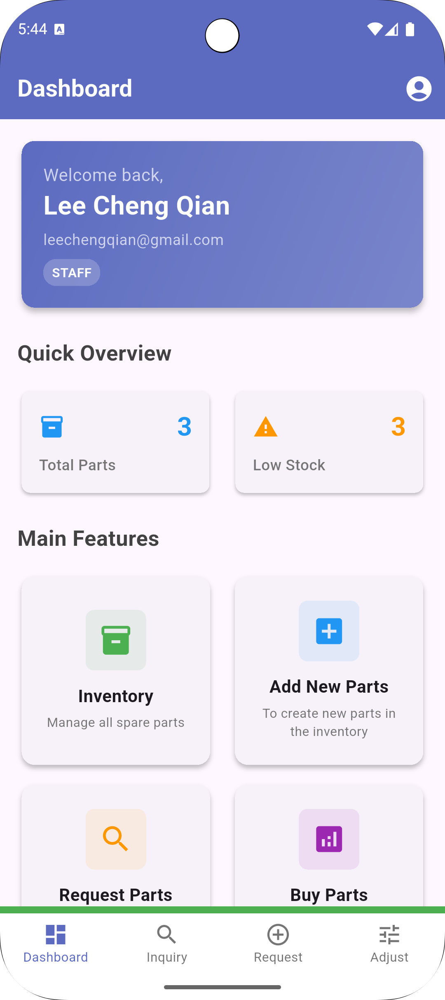 5:44
Dashboard
Welcome back,
Lee Cheng Qian
leechengqian@gmail.com
STAFF
Quick Overview
3
Total Parts
3
Low Stock
Main Features
Inventory
Manage all spare parts
Add New Parts
To create new parts in
the inventory
Request Parts
Buy Parts
Dashboard
Inquiry
Request
Adjust